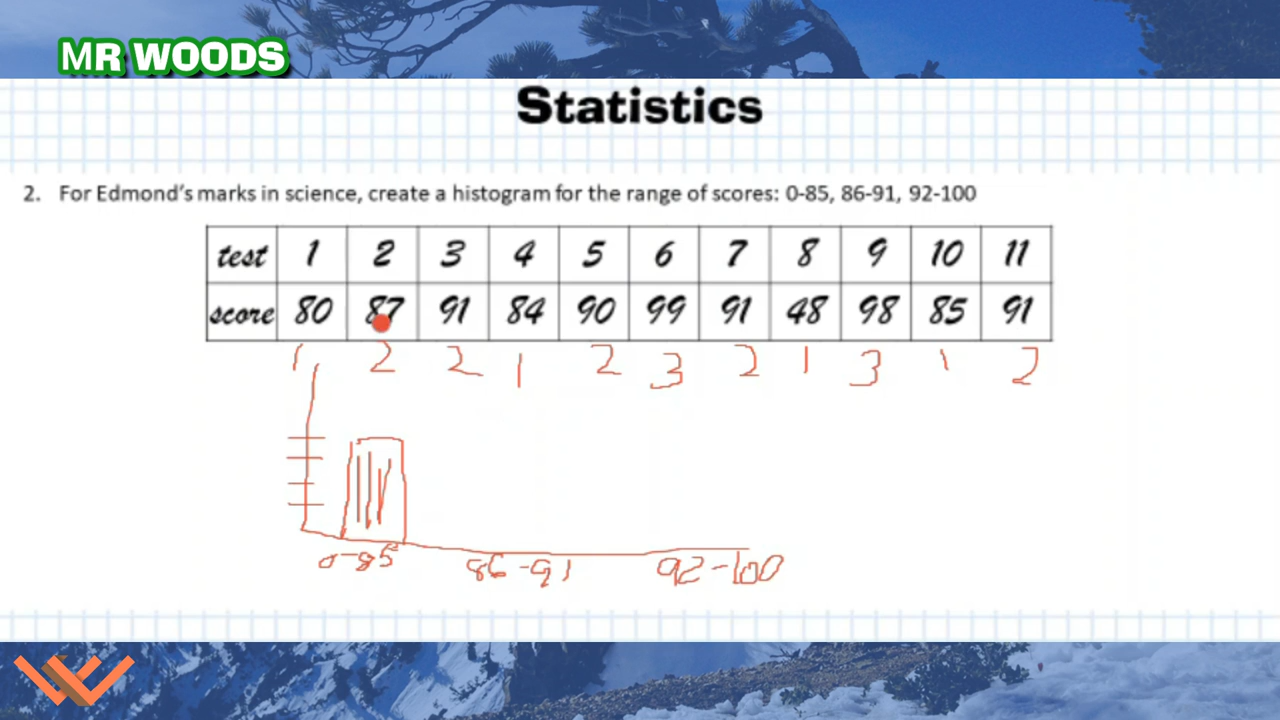 MR WOODS
Statistics
2. For Edmond's marks in science, create a histogram for the range of scores: 0-85, 86-91, 92-100
test 1 2 3 4 5 6 7 8 9 10 11
score 80 87 91 84 90 99 91 48 98 85 91
1 2 2 1 2 3 2 1 3 1 2
0-85 86-91 92-100